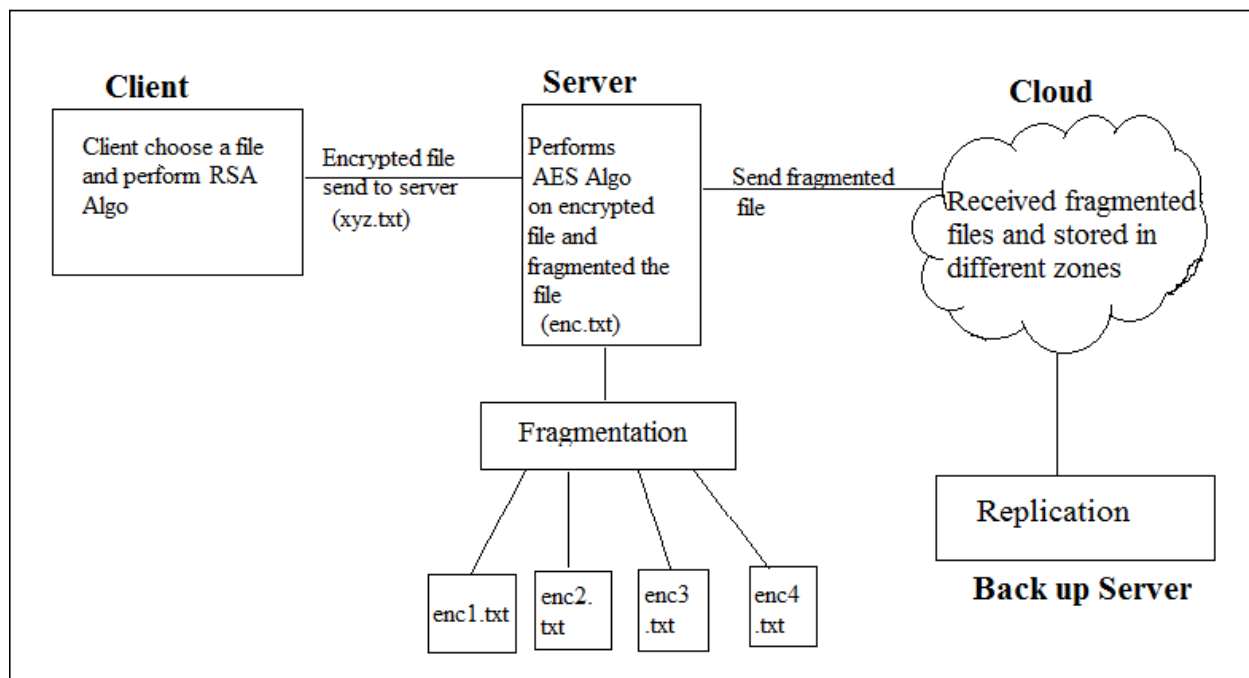 Client
Client choose a file
and perform RSA
Algo
Encrypted file
send to server
(xyz.txt)
Server
Performs
AES Algo
on encrypted
file and
fragmented the
file
(enc.txt)
Send fragmented
file
Cloud
Received fragmented
files and stored in
different zones
Fragmentation
enc1.txt
enc2.
txt
enc3
.txt
enc4
.txt
Replication
Back up Server